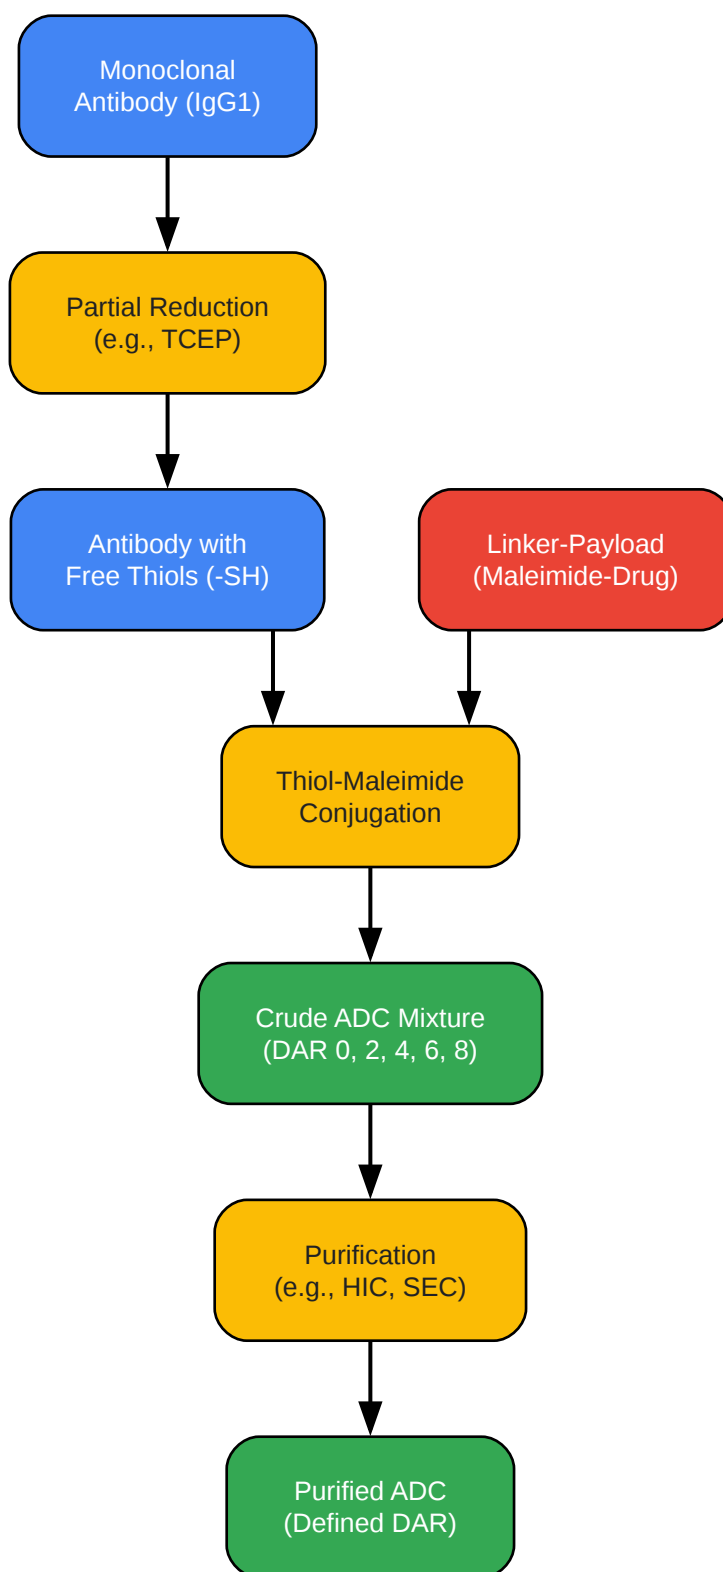 Monoclonal
Antibody (IgG1)
Partial Reduction
(e.g., TCEP)
Antibody with
Free Thiols (-SH)
Linker-Payload
(Maleimide-Drug)
Thiol-Maleimide
Conjugation
Crude ADC Mixture
(DAR 0, 2, 4, 6, 8)
Purification
(e.g., HIC, SEC)
Purified ADC
(Defined DAR)